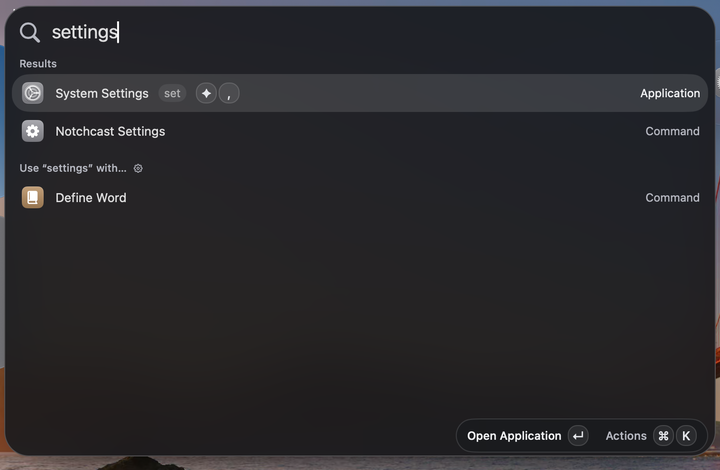 settings
Results
System Settings set ✦ ,  Application
Notchcast Settings Command
Use “settings” with...
Define Word Command
Open Application ↵ Actions ⌘ K